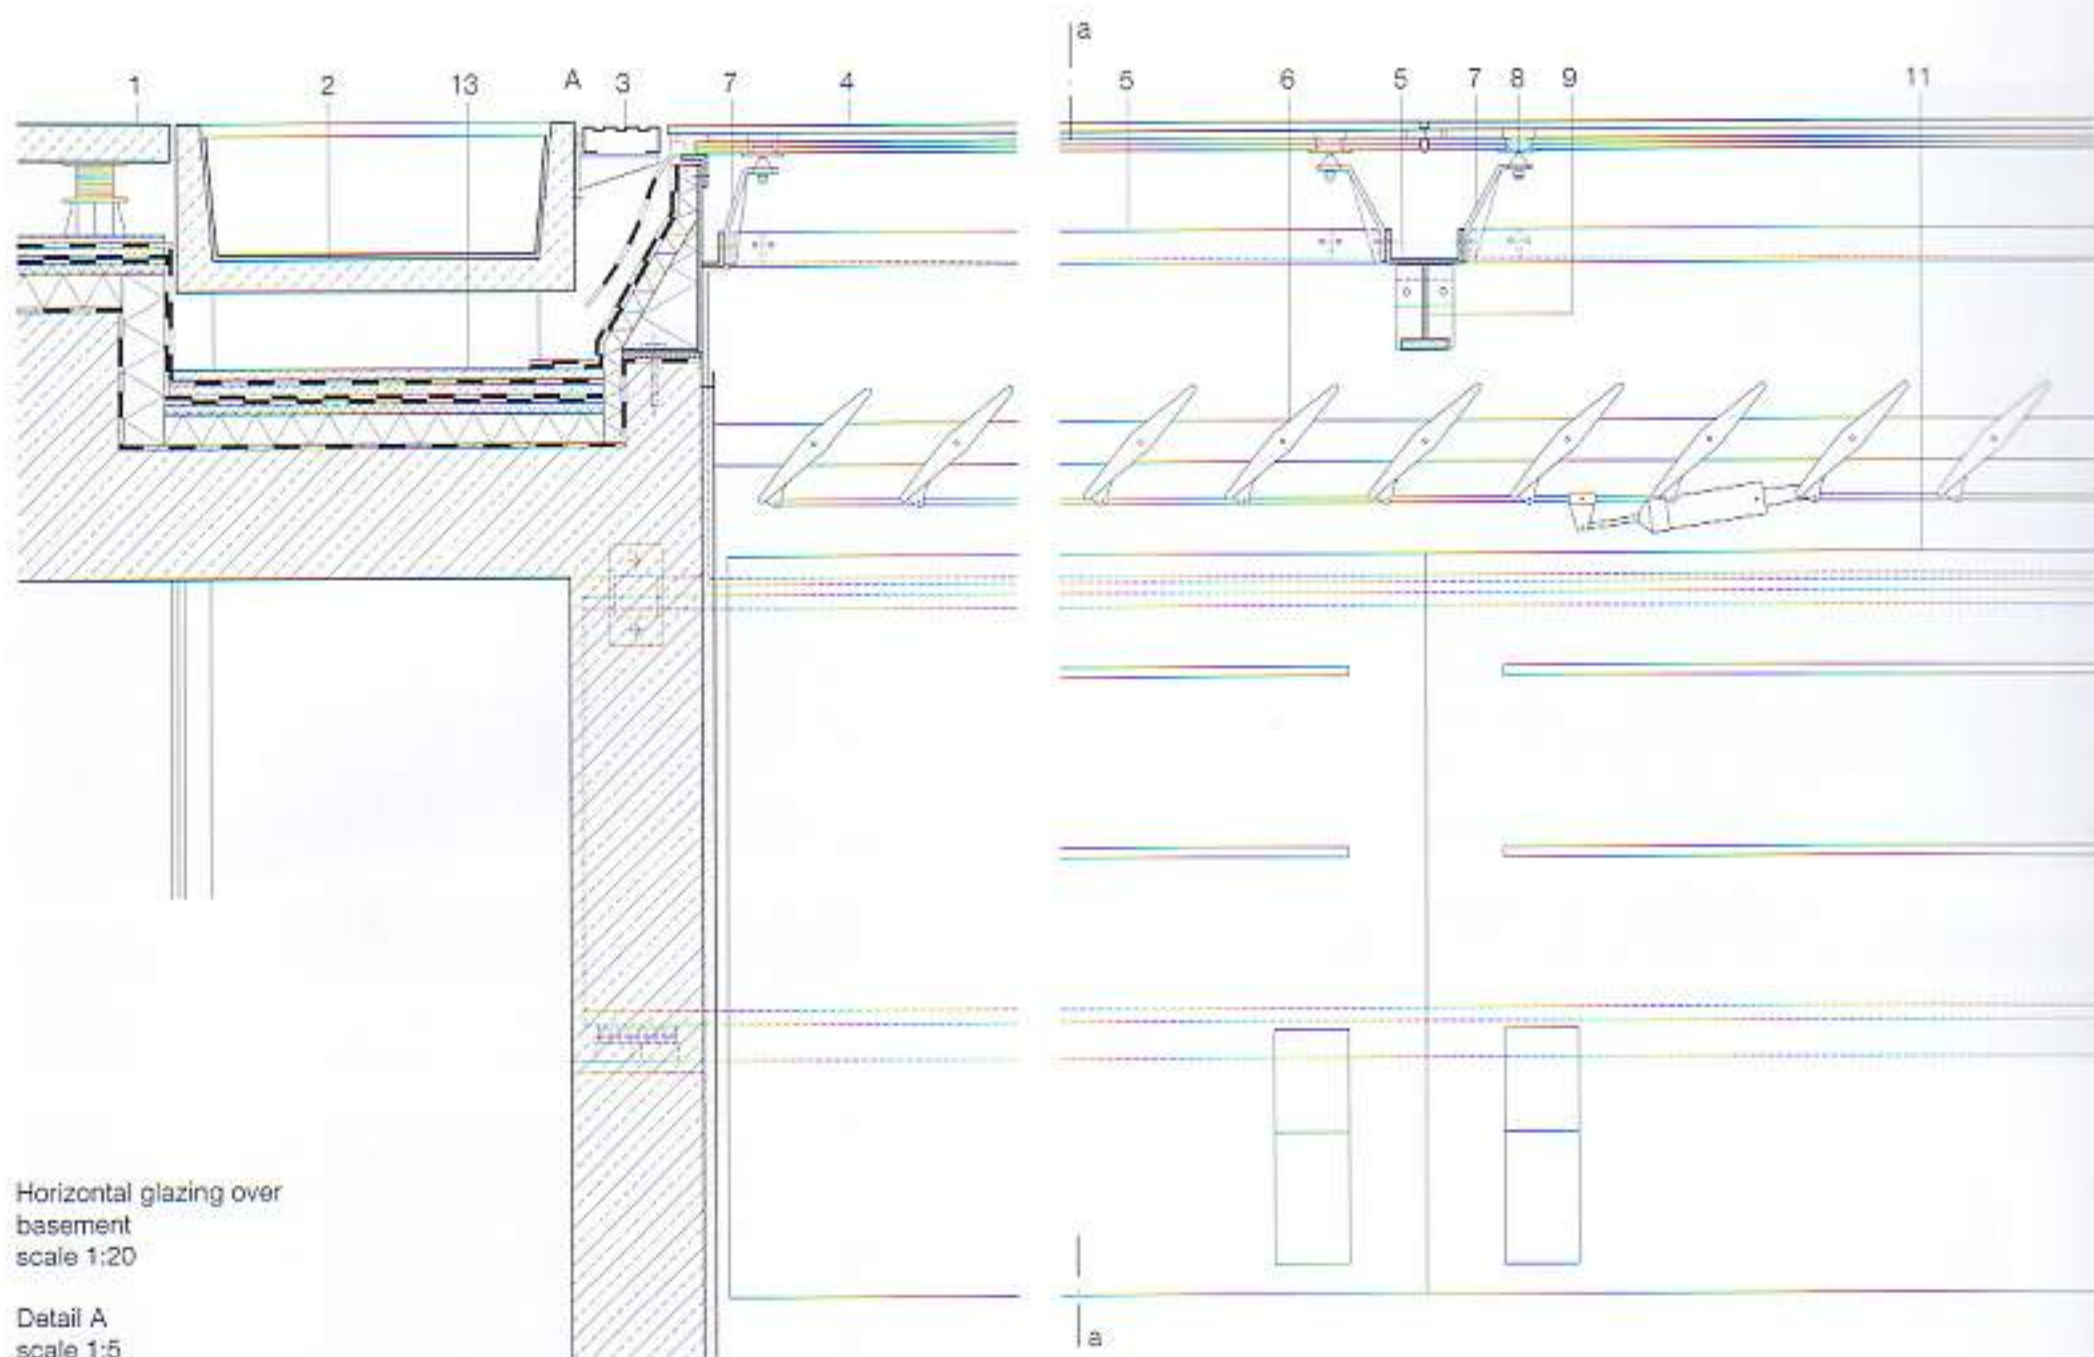 a
1 2 13 A 3 7 4 5 6 5 7 8 9 11
Horizontal glazing over
basement
scale 1:20
Detail A
scale 1:5
a